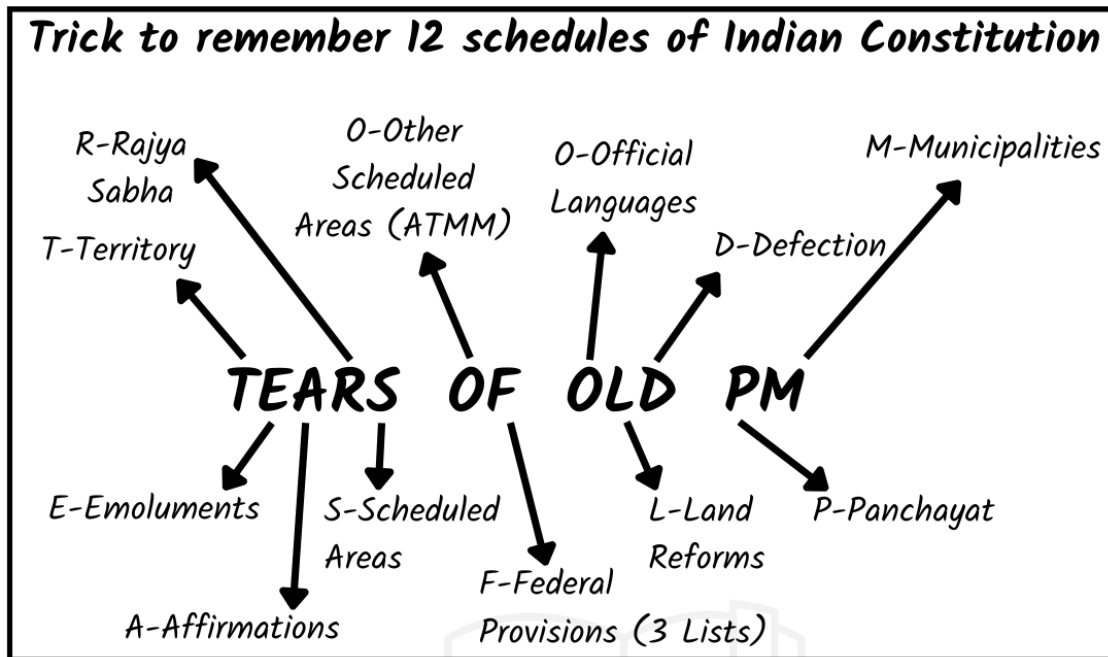 Trick to remember 12 schedules of Indian Constitution
R-Rajya
Sabha
T-Territory
O-Other
Scheduled
Areas (ATMM)
O-Official
Languages
D-Defection
M-Municipalities
TEARS OF OLD PM
E-Emoluments
A-Affirmations
S-Scheduled
Areas
F-Federal
Provisions (3 Lists)
L-Land
Reforms
P-Panchayat